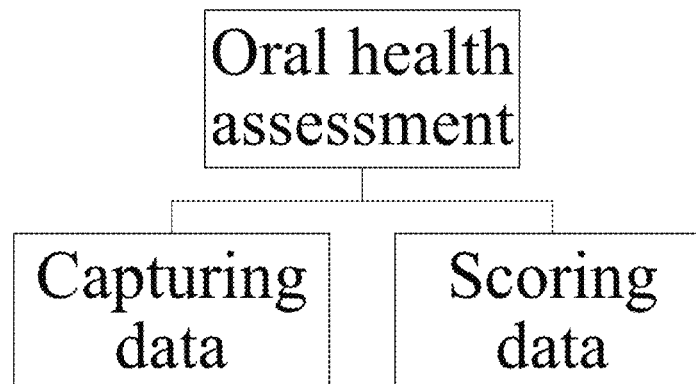 Oral health
assessment
Capturing
data
Scoring
data